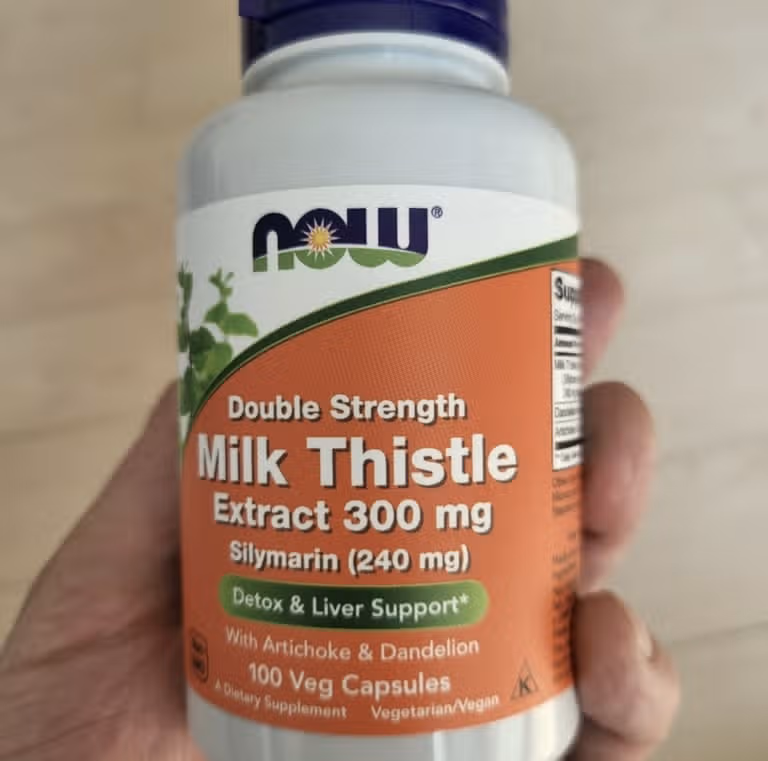 NOW®
Double Strength
Milk Thistle
Extract 300 mg
Silymarin (240 mg)
Detox & Liver Support*
With Artichoke & Dandelion
100 Veg Capsules
A Dietary Supplement Vegetarian/Vegan
K